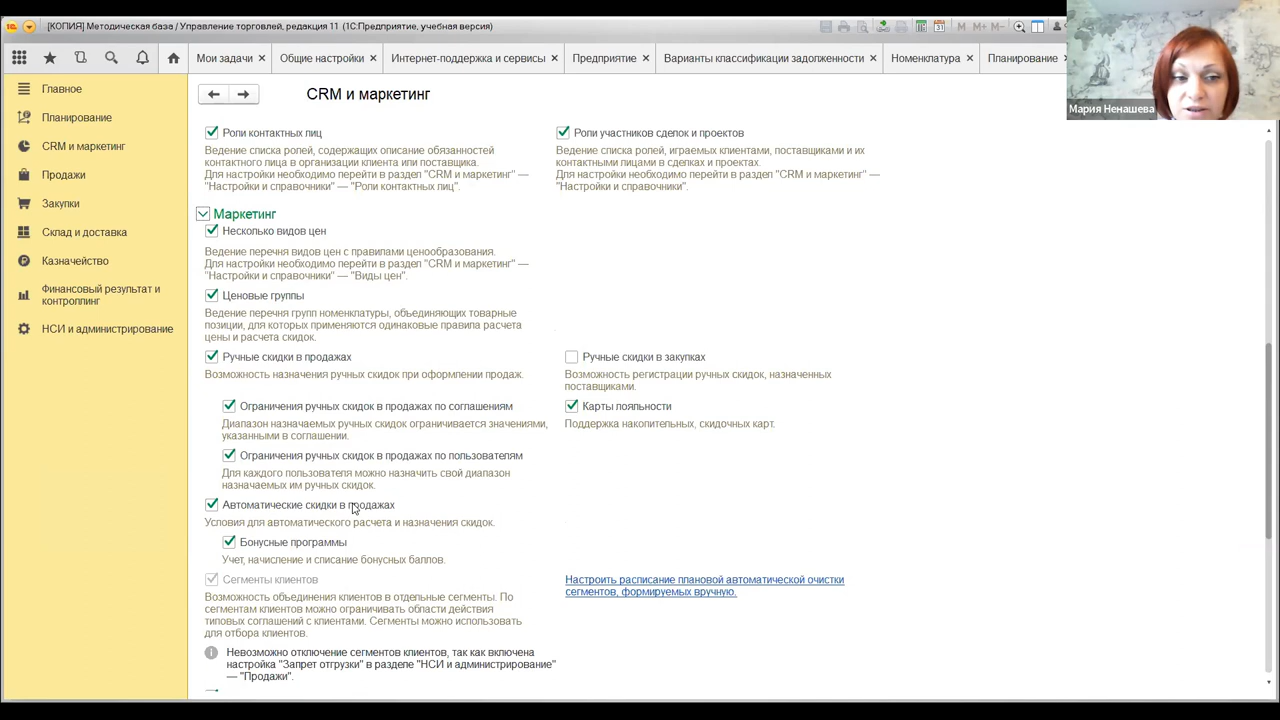 [КОПИЯ] Методическая база / Управление торговлей, редакция 11 (1С:Предприятие, учебная версия)
M M+ M-
Мария Ненашева
Мои задачи
Общие настройки
Интернет-поддержка и сервисы
Предприятие
Варианты классификации задолженности
Номенклатура
Планирование
Главное
Планирование
CRM и маркетинг
Продажи
Закупки
Склад и доставка
Казначейство
Финансовый результат и
контроллинг
НСИ и администрирование
CRM и маркетинг
Роли контактных лиц
Ведение списка ролей, содержащих описание обязанностей
контактного лица в организации клиента или поставщика.
Для настройки необходимо перейти в раздел "CRM и маркетинг" —
"Настройки и справочники" — "Роли контактных лиц".
Роли участников сделок и проектов
Ведение списка ролей, играемых клиентами, поставщиками и их
контактными лицами в сделках и проектах.
Для настройки необходимо перейти в раздел "CRM и маркетинг" —
"Настройки и справочники".
Маркетинг
Несколько видов цен
Ведение перечня видов цен с правилами ценообразования.
Для настройки необходимо перейти в раздел "CRM и маркетинг" —
"Настройки и справочники" — "Виды цен".
Ценовые группы
Ведение перечня групп номенклатуры, объединяющих товарные
позиции, для которых применяются одинаковые правила расчета
цены и расчета скидок.
Ручные скидки в продажах
Возможность назначения ручных скидок при оформлении продаж.
Ручные скидки в закупках
Возможность регистрации ручных скидок, назначенных
поставщиками.
Ограничения ручных скидок в продажах по соглашениям
Диапазон назначаемых ручных скидок ограничивается значениями,
указанными в соглашении.
Карты лояльности
Поддержка накопительных, скидочных карт.
Ограничения ручных скидок в продажах по пользователям
Для каждого пользователя можно назначить свой диапазон
назначаемых им ручных скидок.
Автоматические скидки в продажах
Условия для автоматического расчета и назначения скидок.
Бонусные программы
Учет, начисление и списание бонусных баллов.
Сегменты клиентов
Возможность объединения клиентов в отдельные сегменты. По
сегментам клиентов можно ограничивать области действия
типовых соглашений с клиентами. Сегменты можно использовать
для отбора клиентов.
Настроить расписание плановой автоматической очистки
сегментов, формируемых вручную.
Невозможно отключение сегментов клиентов, так как включена
настройка "Запрет отгрузки" в разделе "НСИ и администрирование"
— "Продажи".